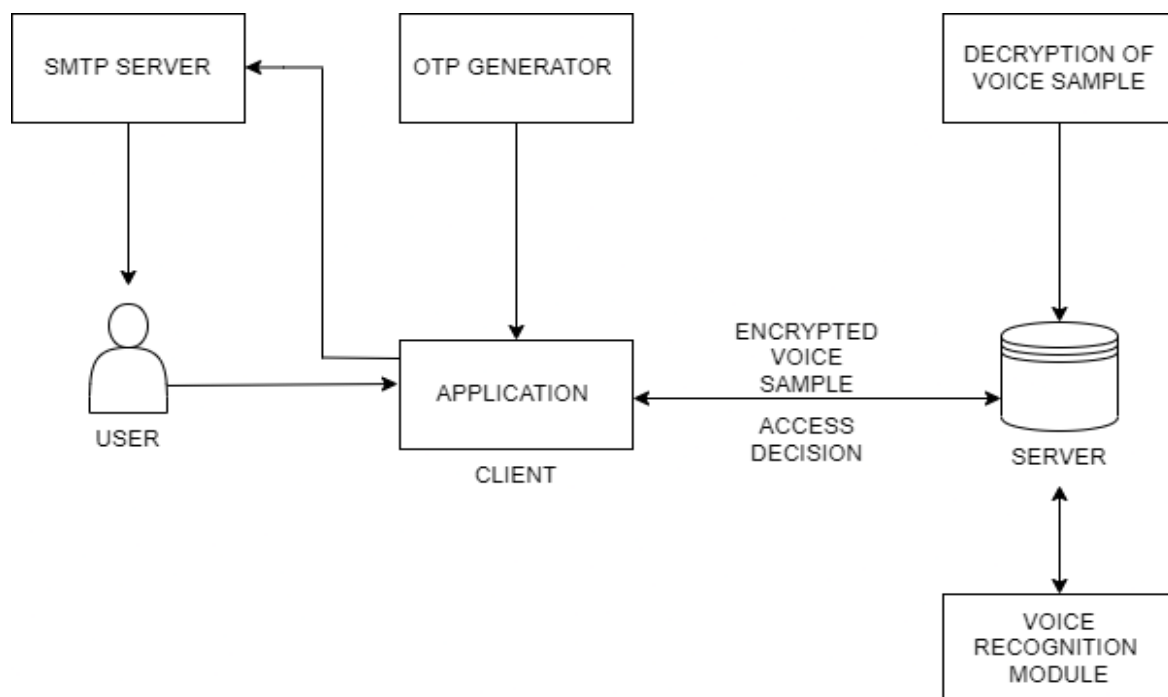 SMTP SERVER
OTP GENERATOR
DECRYPTION OF
VOICE SAMPLE
USER
APPLICATION
CLIENT
ENCRYPTED
VOICE
SAMPLE
ACCESS
DECISION
SERVER
VOICE
RECOGNITION
MODULE